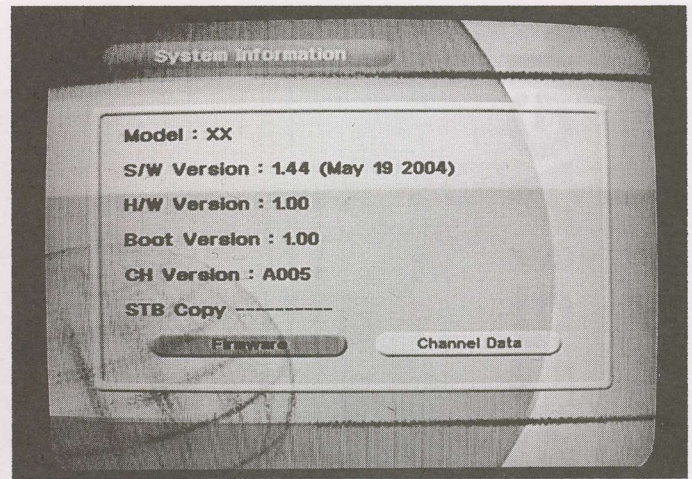 System Information
Model : XX
S/W Version : 1.44 (May 19 2004)
H/W Version : 1.00
Boot Version : 1.00
CH Version : A005
STB Copy ----------
Firmware
Channel Data